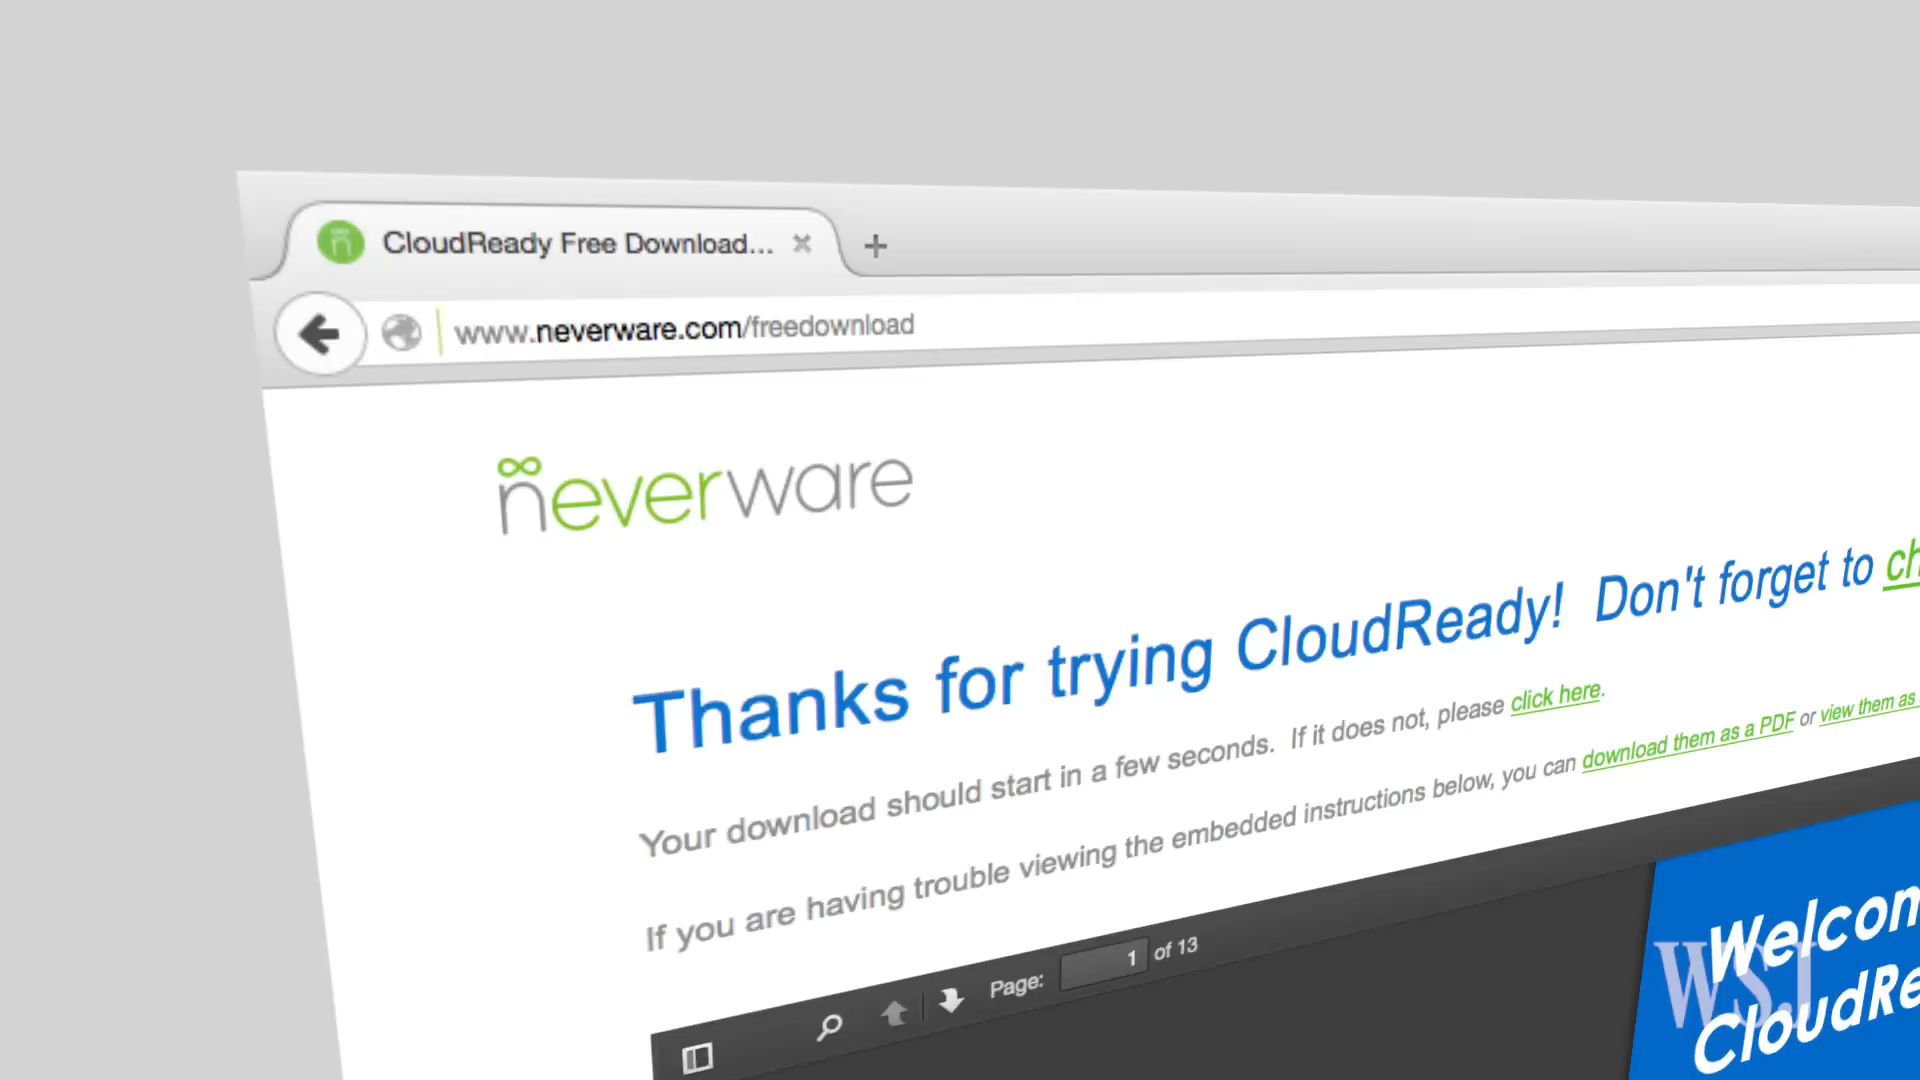 CloudReady Free Download...
www.neverware.com/freedownload
neverware
Thanks for trying CloudReady! Don't forget to
Your download should start in a few seconds. If it does not, please click here.
If you are having trouble viewing the embedded instructions below, you can download them as a PDF or view them as
Page: 1 of 13
WSJ